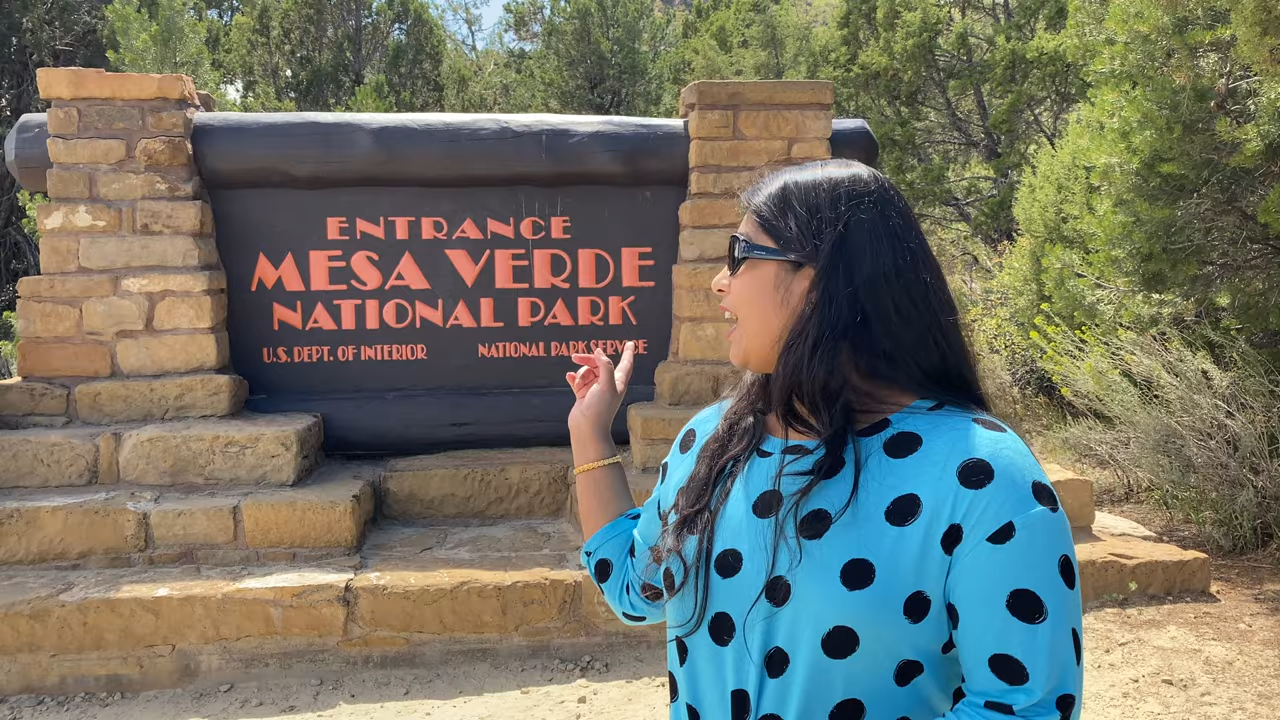 ENTRANCE
MESA VERDE
NATIONAL PARK
U.S. DEPT. OF INTERIOR NATIONAL PARK SERVICE